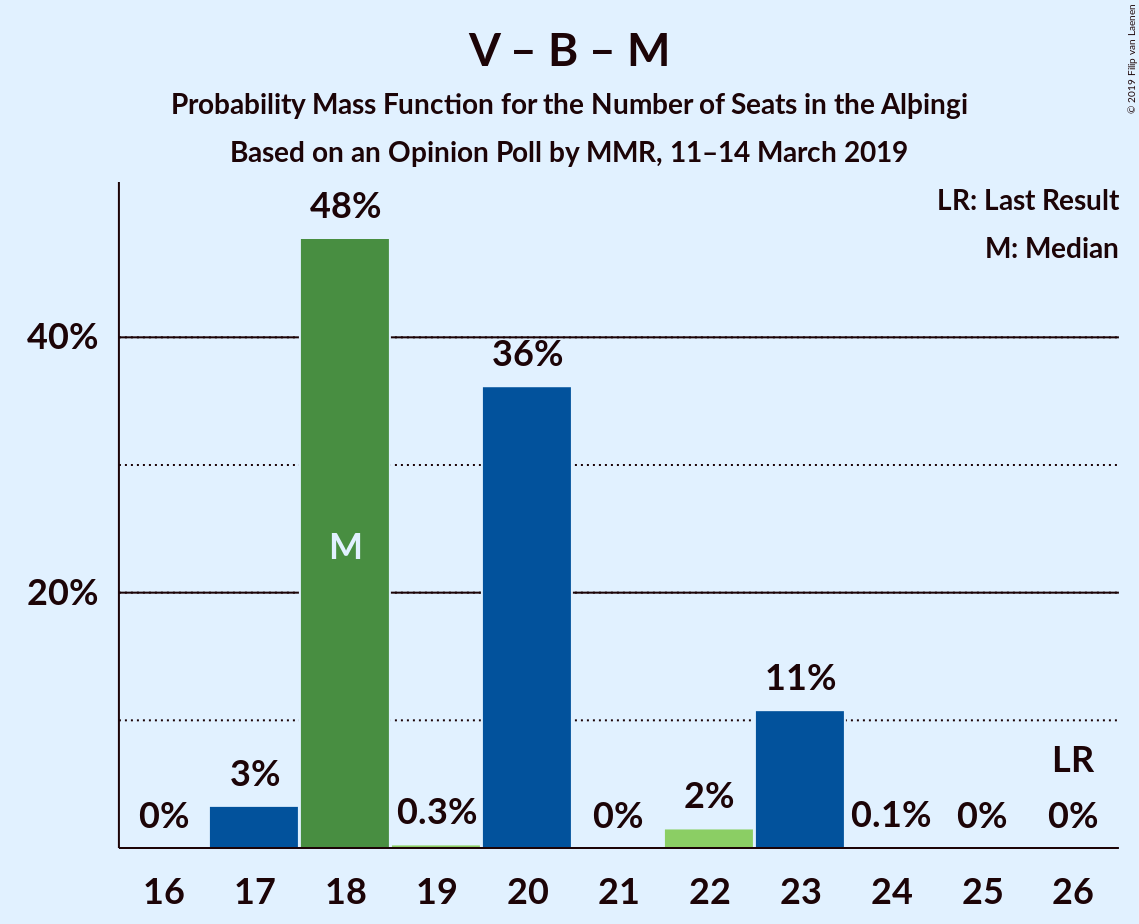 V – B – M
Probability Mass Function for the Number of Seats in the Alþingi
Based on an Opinion Poll by MMR, 11–14 March 2019
© 2019 Filip van Laenen
LR: Last Result
M: Median
48%
40%
36%
M
20%
11%
LR
3%
2%
0%
0.3%
0%
0.1%
0%
0%
16 17 18 19 20 21 22 23 24 25 26